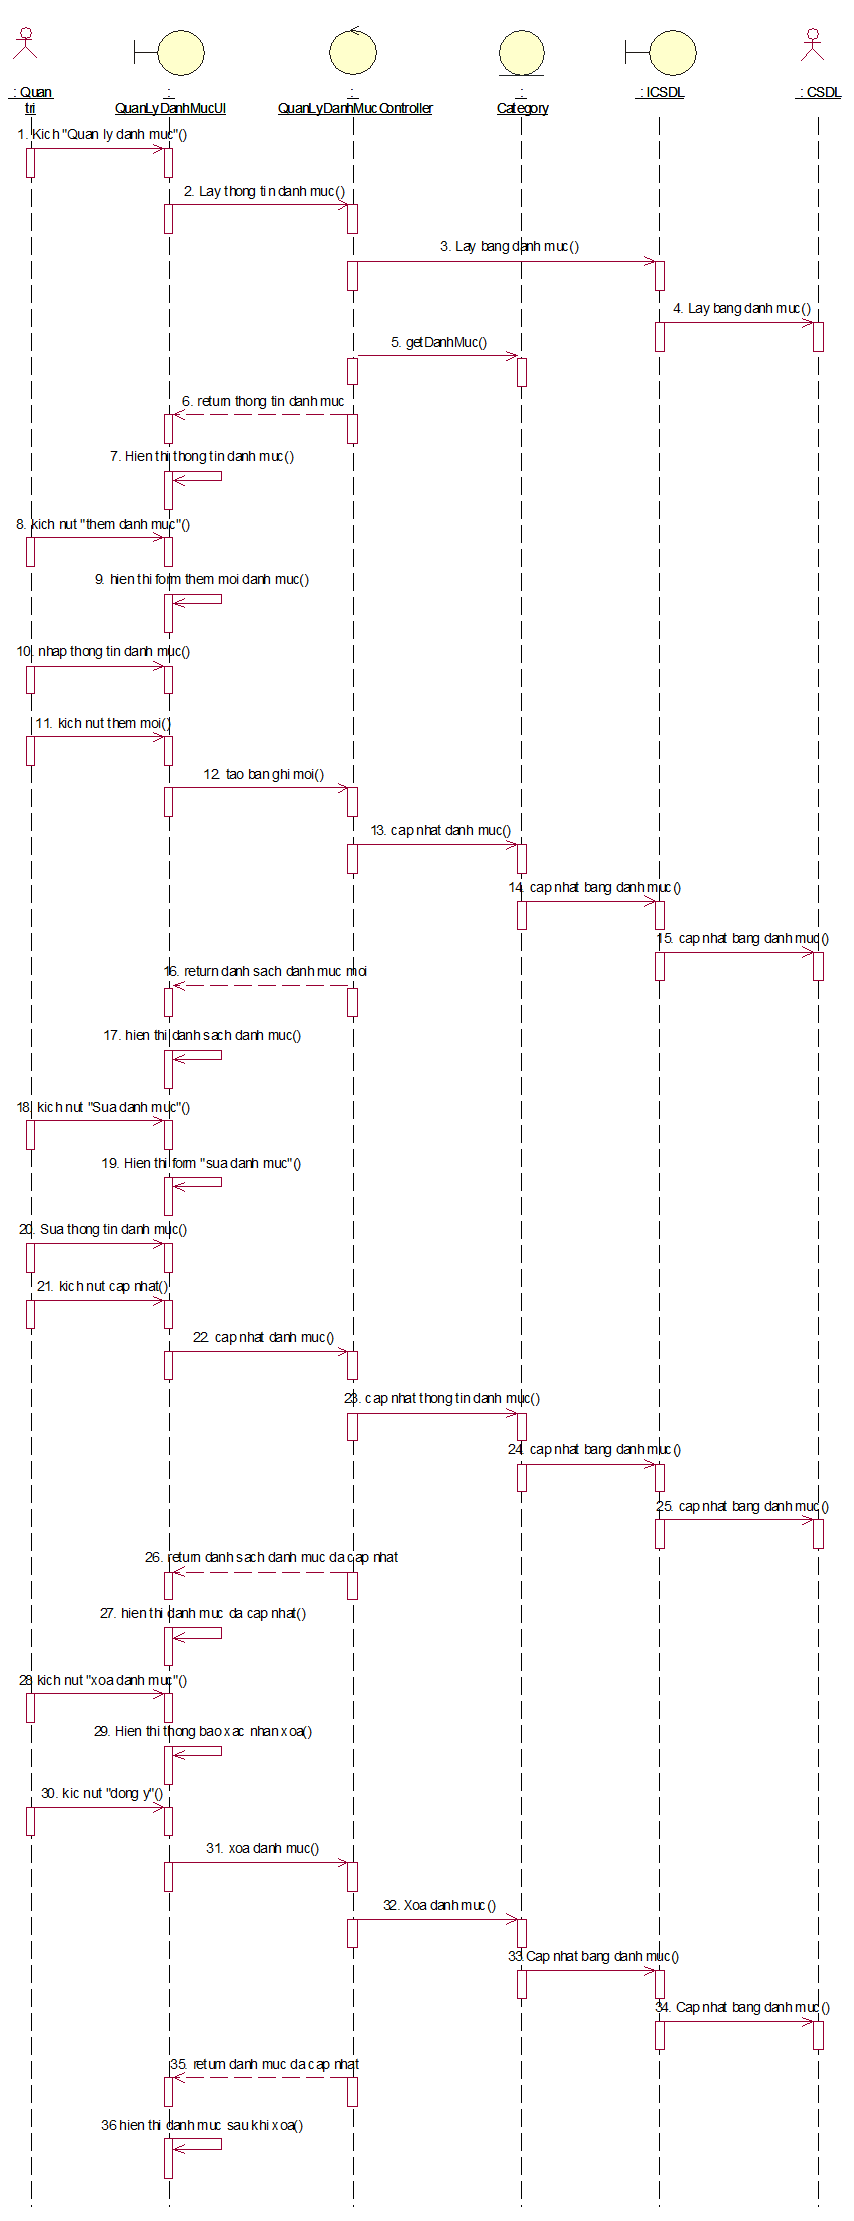 : Quan
tri
:
QuanLyDanhMucUI
:
QuanLyDanhMucController
:
Category
: ICSDL
: CSDL
1. Kich "Quan ly danh muc"()
2. Lay thong tin danh muc()
3. Lay bang danh muc()
4. Lay bang danh muc()
5. getDanhMuc()
6. return thong tin danh muc
7. Hien thi thong tin danh muc()
8. kich nut "them danh muc"()
9. hien thi form them moi danh muc()
10. nhap thong tin danh muc()
11. kich nut them moi()
12. tao ban ghi moi()
13. cap nhat danh muc()
14. cap nhat bang danh muc()
15. cap nhat bang danh muc()
16. return danh sach danh muc moi
17. hien thi danh sach danh muc()
18. kich nut "Sua danh muc"()
19. Hien thi form "sua danh muc"()
20. Sua thong tin danh muc()
21. kich nut cap nhat()
22. cap nhat danh muc()
23. cap nhat thong tin danh muc()
24. cap nhat bang danh muc()
25. cap nhat bang danh muc()
26. return danh sach danh muc da cap nhat
27. hien thi danh muc da cap nhat()
28. kich nut "xoa danh muc"()
29. Hien thi thong bao xac nhan xoa()
30. kic nut "dong y"()
31. xoa danh muc()
32. Xoa danh muc()
33.Cap nhat bang danh muc()
34. Cap nhat bang danh muc()
35. return danh muc da cap nhat
36 hien thi danh muc sau khi xoa()